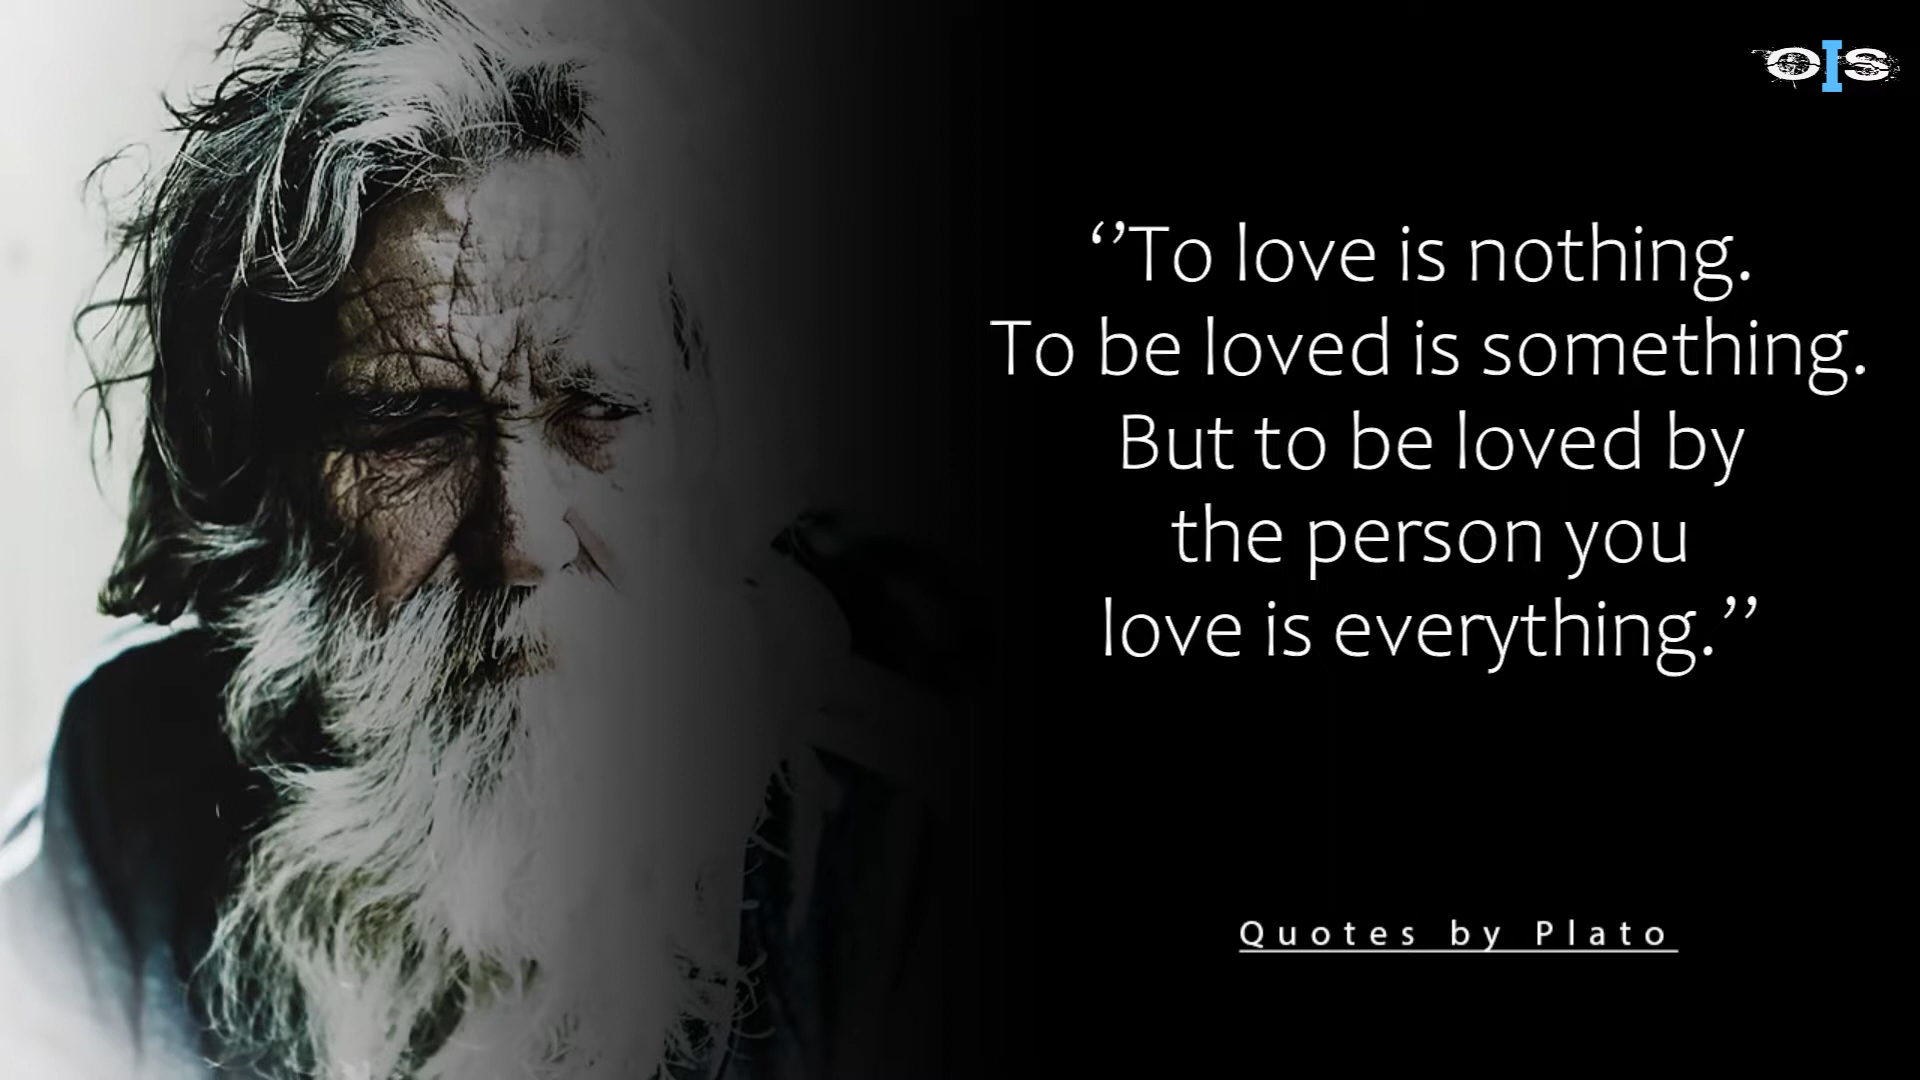 OIS
‘’To love is nothing.
To be loved is something.
But to be loved by
the person you
love is everything.’’
Quotes by Plato